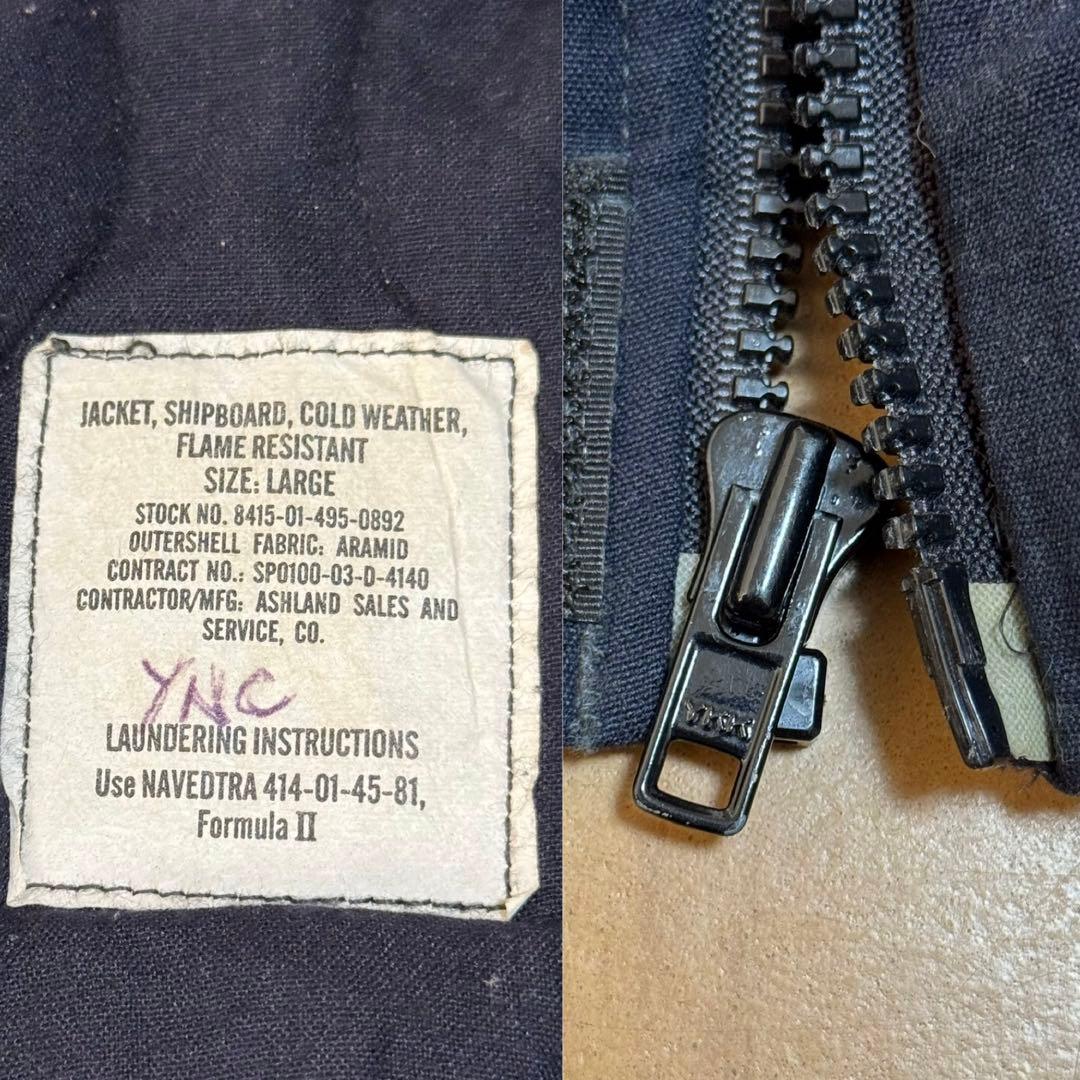 JACKET, SHIPBOARD, COLD WEATHER,
FLAME RESISTANT
SIZE: LARGE
STOCK NO. 8415-01-495-0892
OUTERSHELL FABRIC: ARAMID
CONTRACT NO.: SP0100-03-D-4140
CONTRACTOR/MFG: ASHLAND SALES AND
SERVICE, CO.
YNC
LAUNDERING INSTRUCTIONS
Use NAVEDTRA 414-01-45-81,
Formula II
YKK